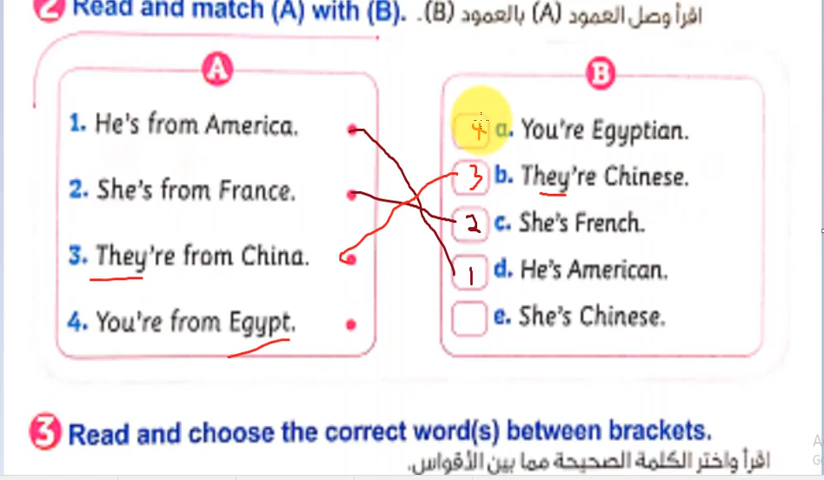 2 Read and match (A) with (B). اقرأ وصل العمود (A) بالعمود (B).
A
1. He's from America.
2. She's from France.
3. They're from China.
4. You're from Egypt.
B
4 a. You're Egyptian.
3 b. They're Chinese.
2 c. She's French.
1 d. He's American.
e. She's Chinese.
3 Read and choose the correct word(s) between brackets.
اقرأ واختر الكلمة الصحيحة مما بين الأقواس.